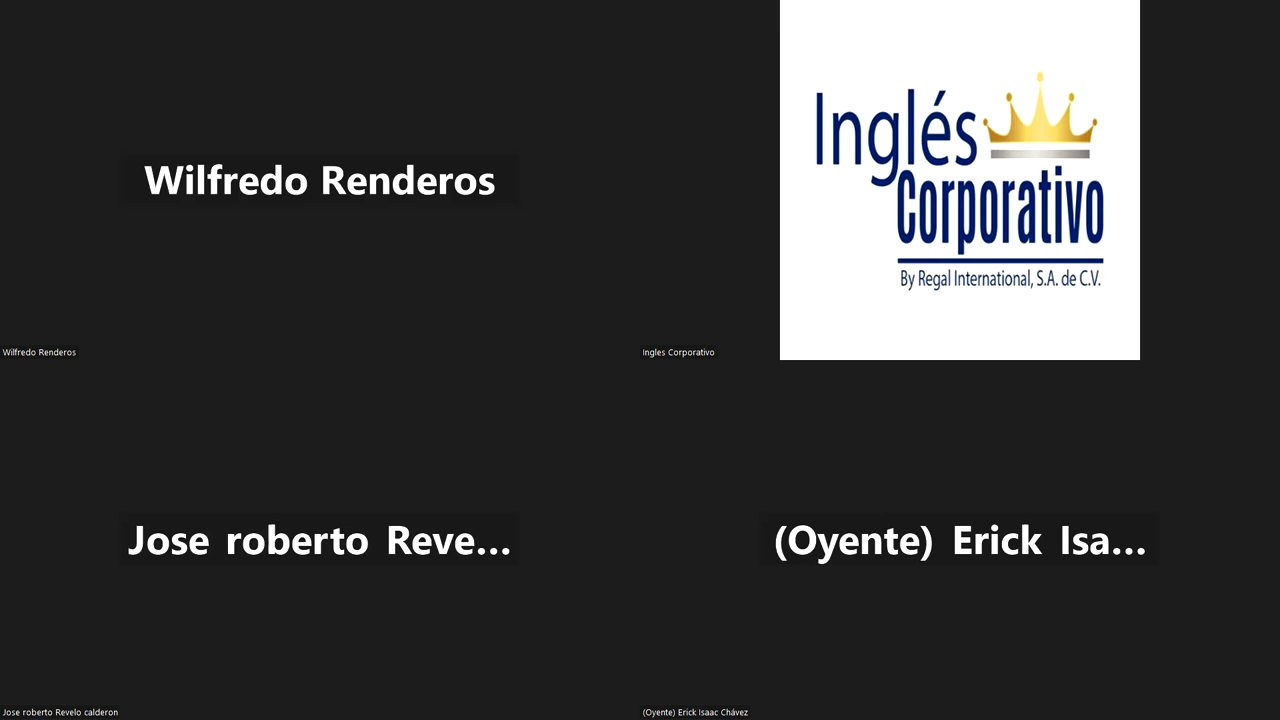 Wilfredo Renderos
Wilfredo Renderos
Inglés
Corporativo
By Regal International, S.A. de C.V.
Ingles Corporativo
Jose roberto Reve...
Jose roberto Revelo calderon
(Oyente) Erick Isa...
(Oyente) Erick Isaac Chávez